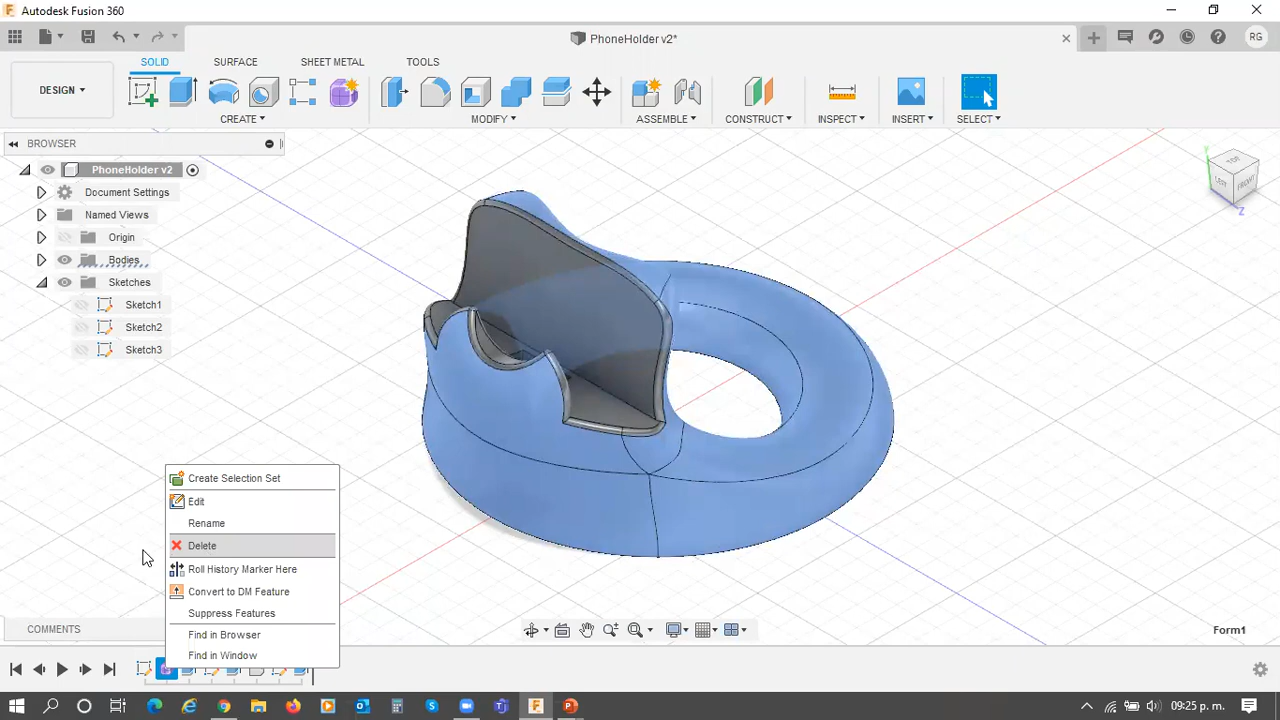 Autodesk Fusion 360
PhoneHolder v2*
RG
SOLID SURFACE SHEET METAL TOOLS
DESIGN
CREATE MODIFY ASSEMBLE CONSTRUCT INSPECT INSERT SELECT
BROWSER
PhoneHolder v2
Document Settings
Named Views
Origin
Bodies
Sketches
Sketch1
Sketch2
Sketch3
TOP
LEFT
FRONT
Y
Z
Create Selection Set
Edit
Rename
Delete
Roll History Marker Here
Convert to DM Feature
Suppress Features
Find in Browser
Find in Window
COMMENTS
Form1
09:25 p. m.